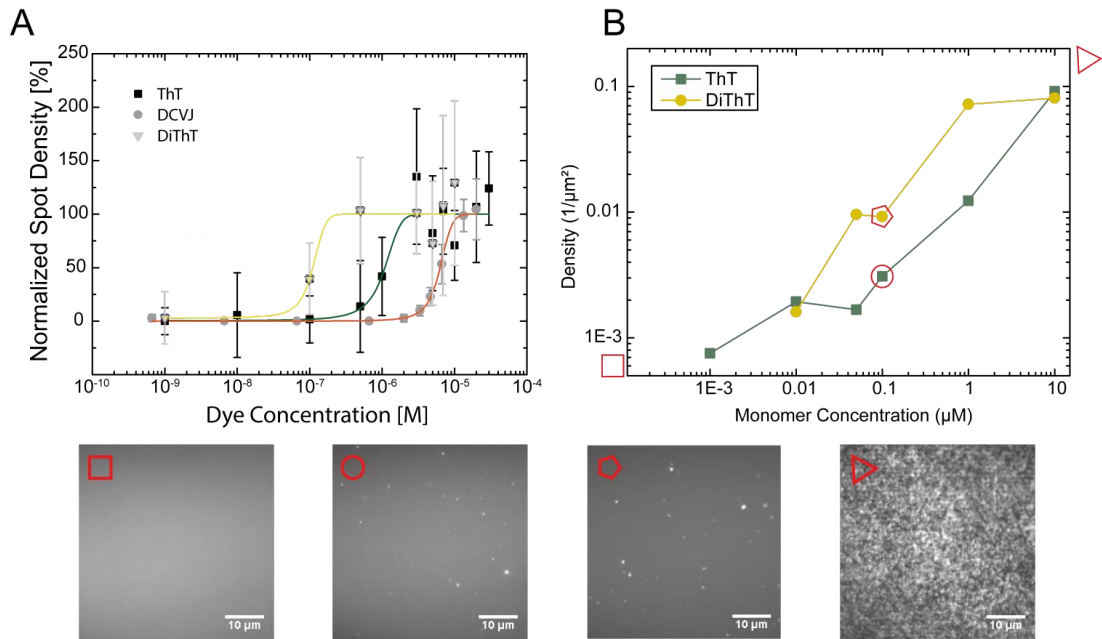 A
B
250
200
150
100
50
0
Normalized Spot Density [%]
ThT
DCVJ
DiThT
10⁻¹⁰
10⁻⁹
10⁻⁸
10⁻⁷
10⁻⁶
10⁻⁵
10⁻⁴
Dye Concentration [M]
ThT
DiThT
0.1
0.01
1E-3
Density (1/µm²)
1E-3
0.01
0.1
1
10
Monomer Concentration (µM)
10 µm
10 µm
10 µm
10 µm